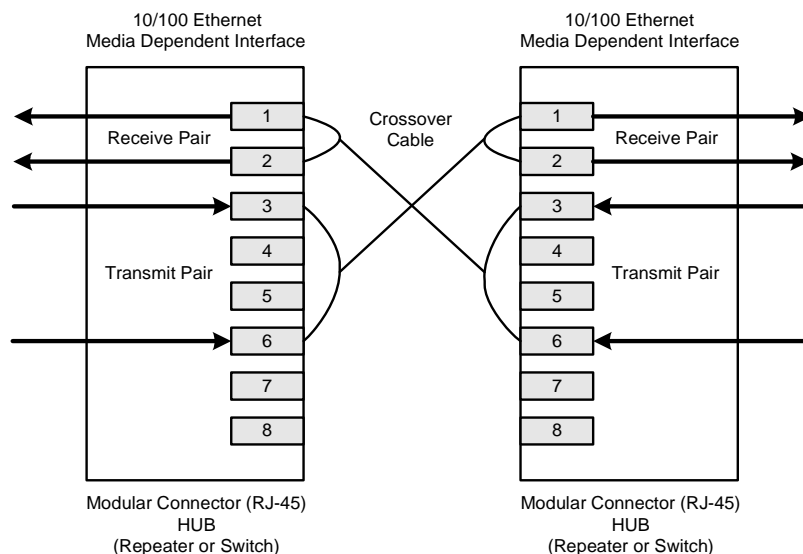 10/100 Ethernet
Media Dependent Interface
10/100 Ethernet
Media Dependent Interface
1
Receive Pair
2
3
4
Transmit Pair
5
6
7
8
Crossover
Cable
1
Receive Pair
2
3
4
Transmit Pair
5
6
7
8
Modular Connector (RJ-45)
HUB
(Repeater or Switch)
Modular Connector (RJ-45)
HUB
(Repeater or Switch)